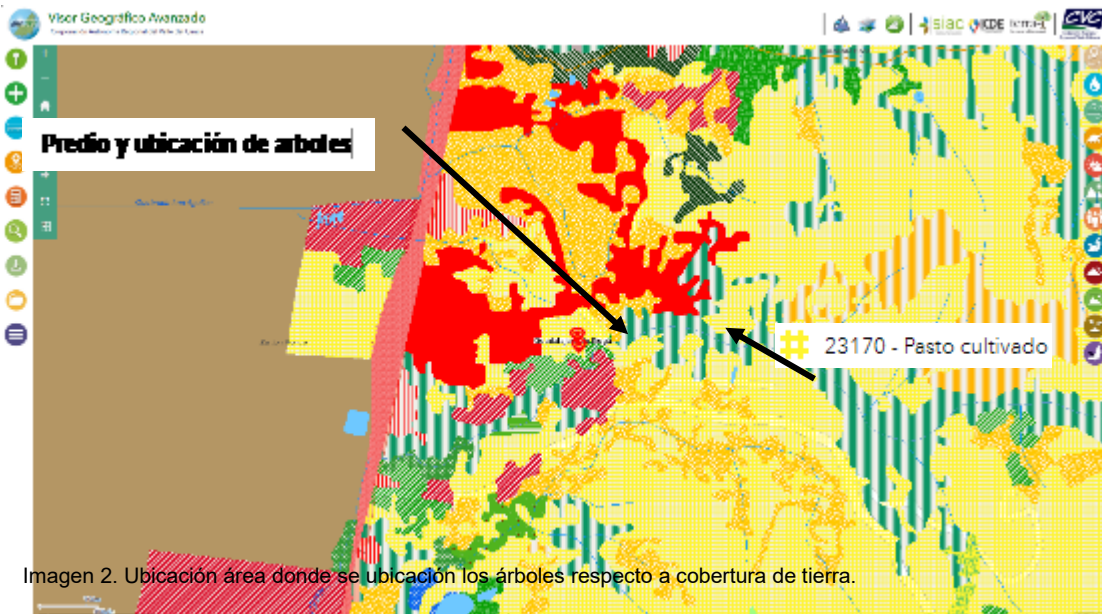 Visor Geográfico Avanzado
siac
CVC
Predio y ubicación de arboles
23170 - Pasto cultivado
Imagen 2. Ubicación área donde se ubicación los árboles respecto a cobertura de tierra.